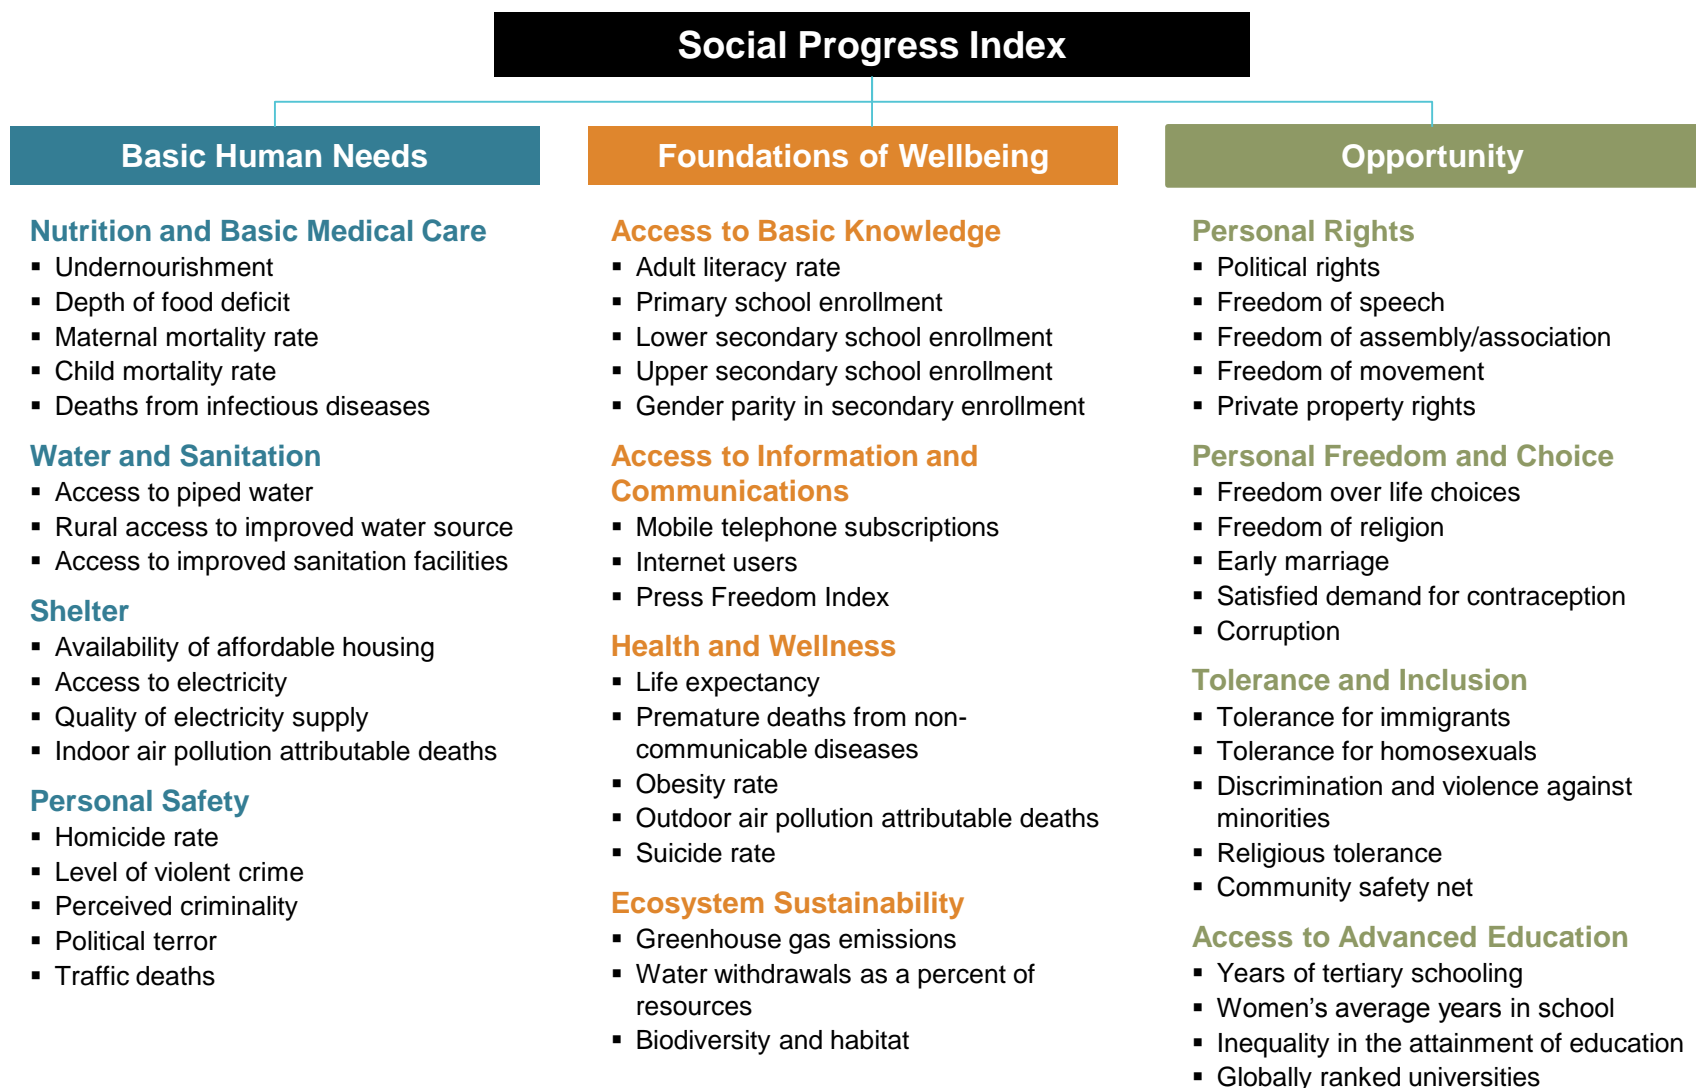 Social Progress Index
Basic Human Needs
Nutrition and Basic Medical Care
▪ Undernourishment
▪ Depth of food deficit
▪ Maternal mortality rate
▪ Child mortality rate
▪ Deaths from infectious diseases
Water and Sanitation
▪ Access to piped water
▪ Rural access to improved water source
▪ Access to improved sanitation facilities
Shelter
▪ Availability of affordable housing
▪ Access to electricity
▪ Quality of electricity supply
▪ Indoor air pollution attributable deaths
Personal Safety
▪ Homicide rate
▪ Level of violent crime
▪ Perceived criminality
▪ Political terror
▪ Traffic deaths
Foundations of Wellbeing
Access to Basic Knowledge
▪ Adult literacy rate
▪ Primary school enrollment
▪ Lower secondary school enrollment
▪ Upper secondary school enrollment
▪ Gender parity in secondary enrollment
Access to Information and
Communications
▪ Mobile telephone subscriptions
▪ Internet users
▪ Press Freedom Index
Health and Wellness
▪ Life expectancy
▪ Premature deaths from non-
communicable diseases
▪ Obesity rate
▪ Outdoor air pollution attributable deaths
▪ Suicide rate
Ecosystem Sustainability
▪ Greenhouse gas emissions
▪ Water withdrawals as a percent of
resources
▪ Biodiversity and habitat
Opportunity
Personal Rights
▪ Political rights
▪ Freedom of speech
▪ Freedom of assembly/association
▪ Freedom of movement
▪ Private property rights
Personal Freedom and Choice
▪ Freedom over life choices
▪ Freedom of religion
▪ Early marriage
▪ Satisfied demand for contraception
▪ Corruption
Tolerance and Inclusion
▪ Tolerance for immigrants
▪ Tolerance for homosexuals
▪ Discrimination and violence against
minorities
▪ Religious tolerance
▪ Community safety net
Access to Advanced Education
▪ Years of tertiary schooling
▪ Women’s average years in school
▪ Inequality in the attainment of education
▪ Globally ranked universities